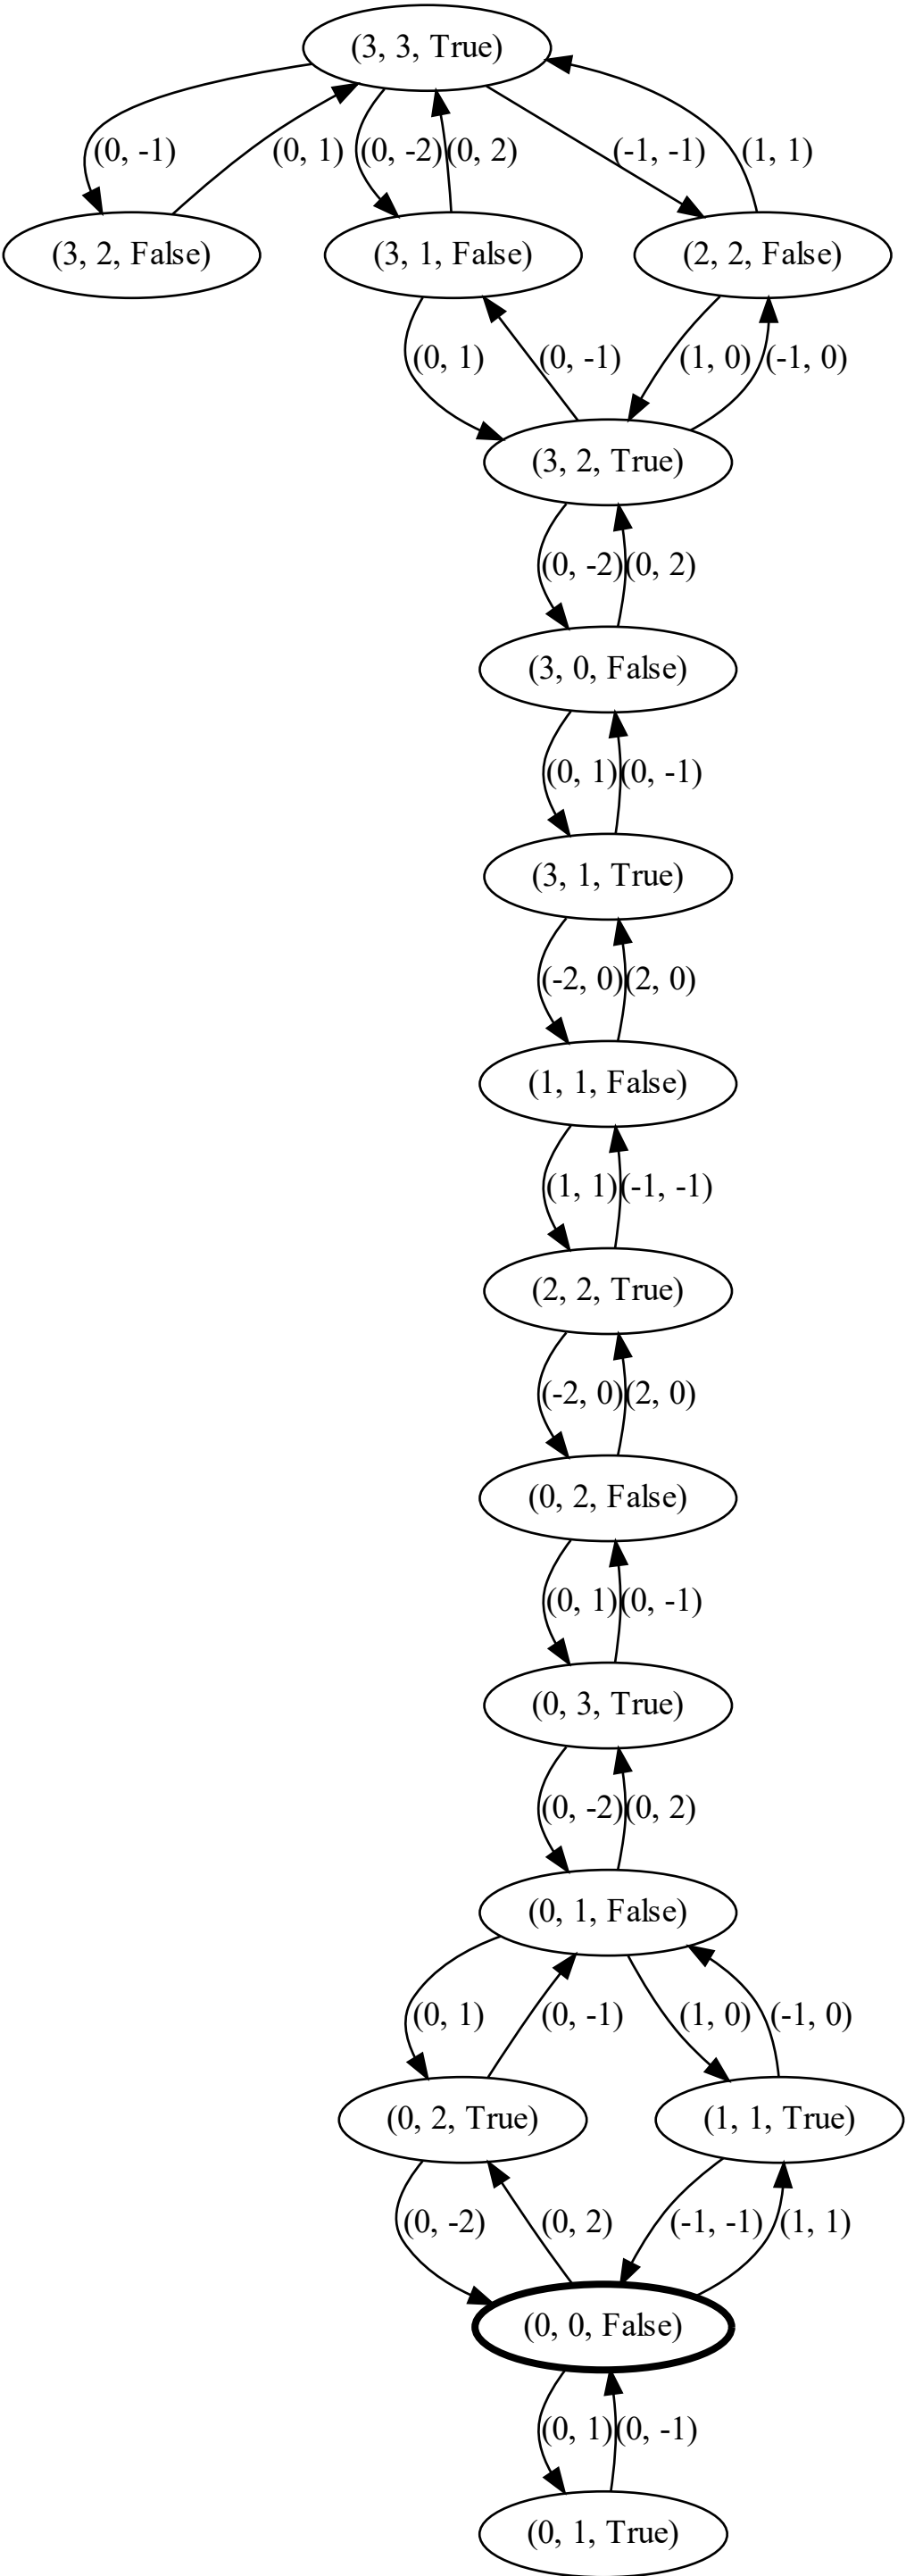 (3, 3, True)
(0, -1) (0, 1) (0, -2) (0, 2) (-1, -1) (1, 1)
(3, 2, False) (3, 1, False) (2, 2, False)
(0, 1) (0, -1) (1, 0) (-1, 0)
(3, 2, True)
(0, -2) (0, 2)
(3, 0, False)
(0, 1) (0, -1)
(3, 1, True)
(-2, 0) (2, 0)
(1, 1, False)
(1, 1) (-1, -1)
(2, 2, True)
(-2, 0) (2, 0)
(0, 2, False)
(0, 1) (0, -1)
(0, 3, True)
(0, -2) (0, 2)
(0, 1, False)
(0, 1) (0, -1) (1, 0) (-1, 0)
(0, 2, True) (1, 1, True)
(0, -2) (0, 2) (-1, -1) (1, 1)
(0, 0, False)
(0, 1) (0, -1)
(0, 1, True)